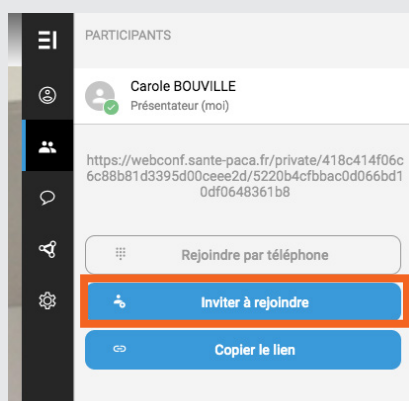 PARTICIPANTS
Carole BOUVILLE
Présentateur (moi)
https://webconf.sante-paca.fr/private/418c414f06c
6c88b81d3395d00ceee2d/5220b4cfbbac0d066bd1
0df0648361b8
Rejoindre par téléphone
Inviter à rejoindre
Copier le lien